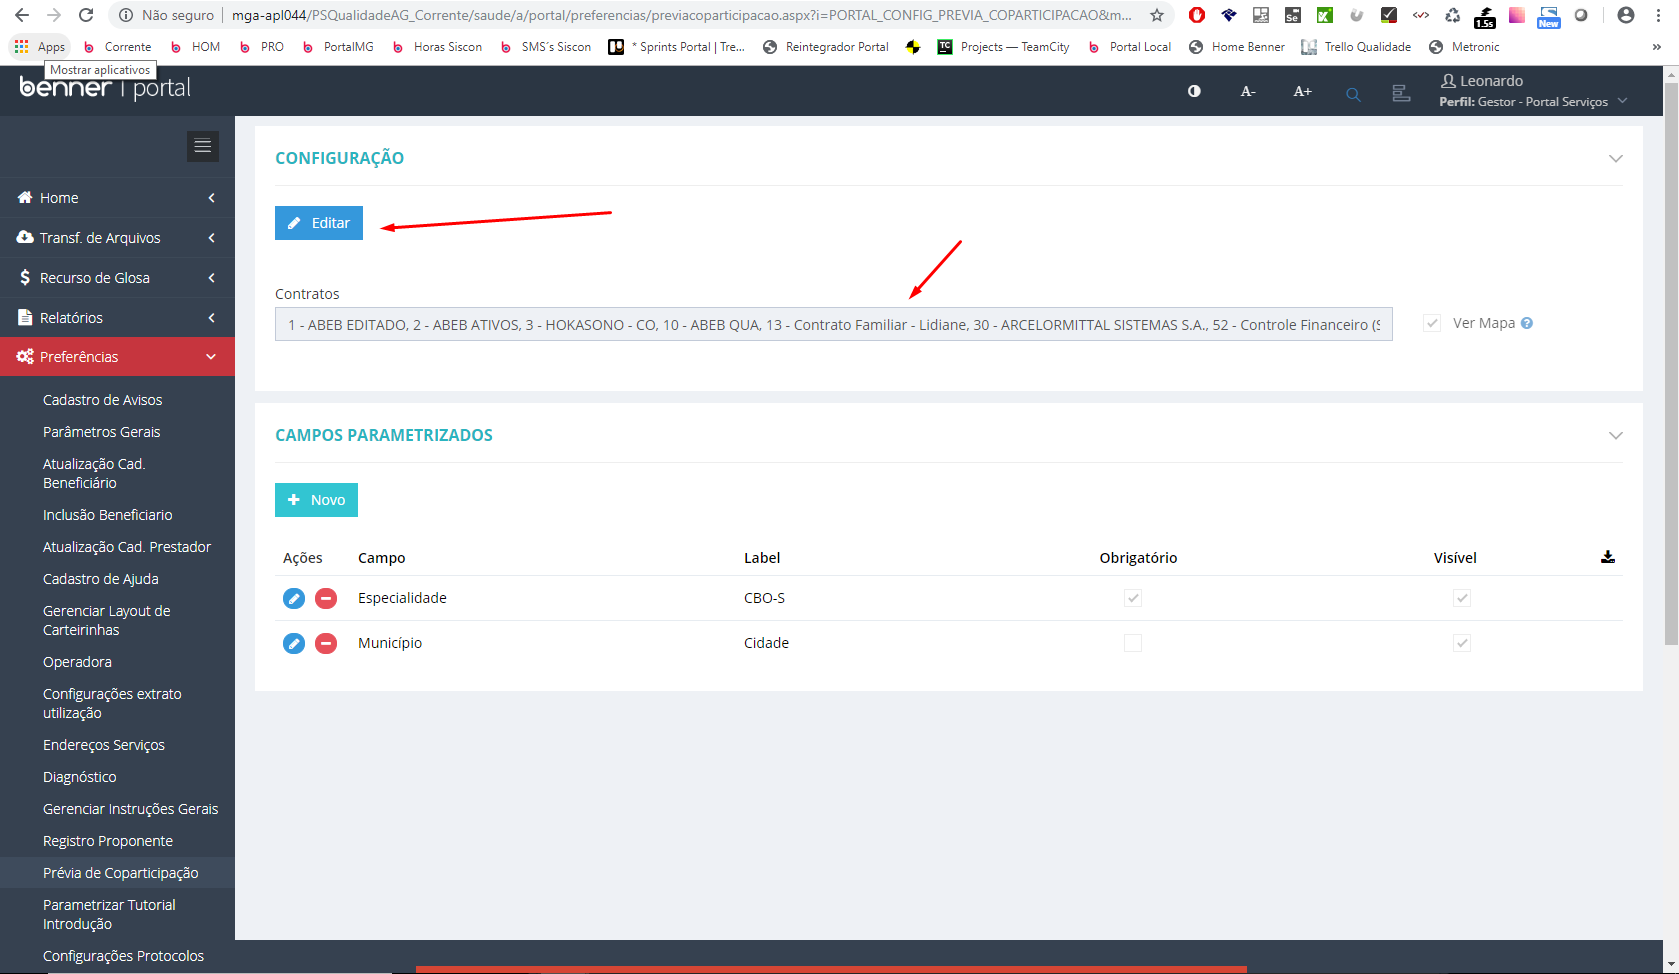 Não seguro | mga-apl044/PSQualidadeAG_Corrente/saude/a/portal/preferencias/previacoparticipacao.aspx?i=PORTAL_CONFIG_PREVIA_COPARTICIPACAO&m...
Se
1.5s
New
Apps Corrente HOM PRO PortalMG Horas Siscon SMS´s Siscon * Sprints Portal | Tre... Reintegrador Portal TC Projects — TeamCity Portal Local Home Benner Trello Qualidade Metronic »
Mostrar aplicativos
benner | portal
A- A+
Leonardo
Perfil: Gestor - Portal Serviços
Home
Transf. de Arquivos
Recurso de Glosa
Relatórios
Preferências
Cadastro de Avisos
Parâmetros Gerais
Atualização Cad.
Beneficiário
Inclusão Beneficiario
Atualização Cad. Prestador
Cadastro de Ajuda
Gerenciar Layout de
Carteirinhas
Operadora
Configurações extrato
utilização
Endereços Serviços
Diagnóstico
Gerenciar Instruções Gerais
Registro Proponente
Prévia de Coparticipação
Parametrizar Tutorial
Introdução
Configurações Protocolos
CONFIGURAÇÃO
Editar
Contratos
1 - ABEB EDITADO, 2 - ABEB ATIVOS, 3 - HOKASONO - CO, 10 - ABEB QUA, 13 - Contrato Familiar - Lidiane, 30 - ARCELORMITTAL SISTEMAS S.A., 52 - Controle Financeiro (S
Ver Mapa ?
CAMPOS PARAMETRIZADOS
+ Novo
Ações Campo Label Obrigatório Visível
Especialidade CBO-S
Município Cidade